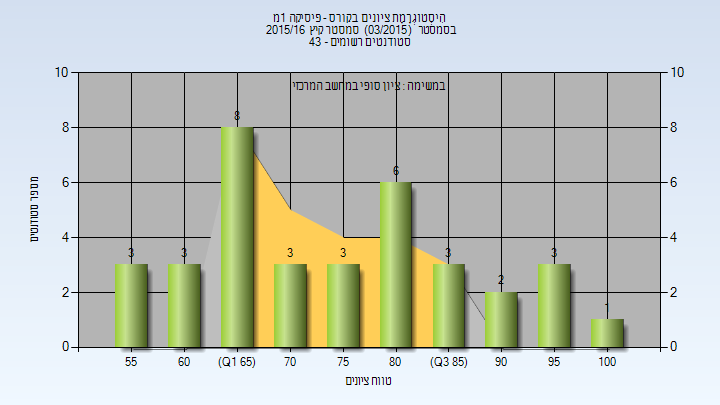 היסטוגרמת ציונים בקורס - פיסיקה 1מ
בסמסטר (03/2015) סמסטר קיץ 2015/16
סטודנטים רשומים - 43
במשימה : ציון סופי במחשב המרכזי
10 10
8 8
6 6
4 4
2 2
0 0
מספר סטודנטים
3 3 8 3 3 6 3 2 3 1
55 60 (Q1 65) 70 75 80 (Q3 85) 90 95 100
טווח ציונים